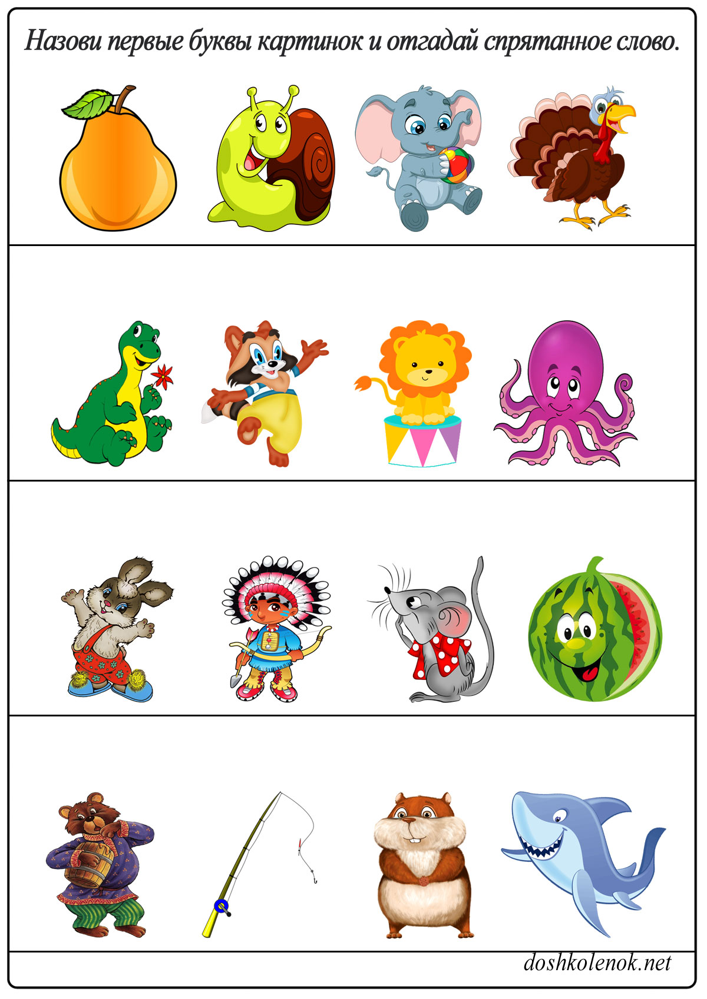 Назови первые буквы картинок и отгадай спрятанное слово.
doshkolenok.net